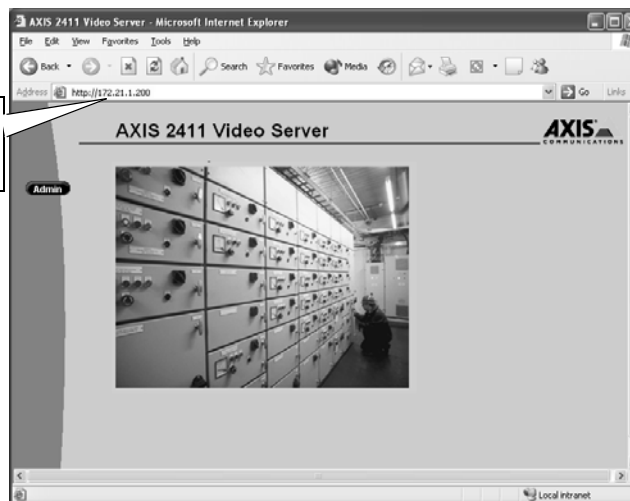 AXIS 2411 Video Server - Microsoft Internet Explorer
File Edit View Favorites Tools Help
Back Search Favorites Media
Address http://172.21.1.200 Go Links
AXIS 2411 Video Server
AXIS
COMMUNICATIONS
Admin
Local intranet